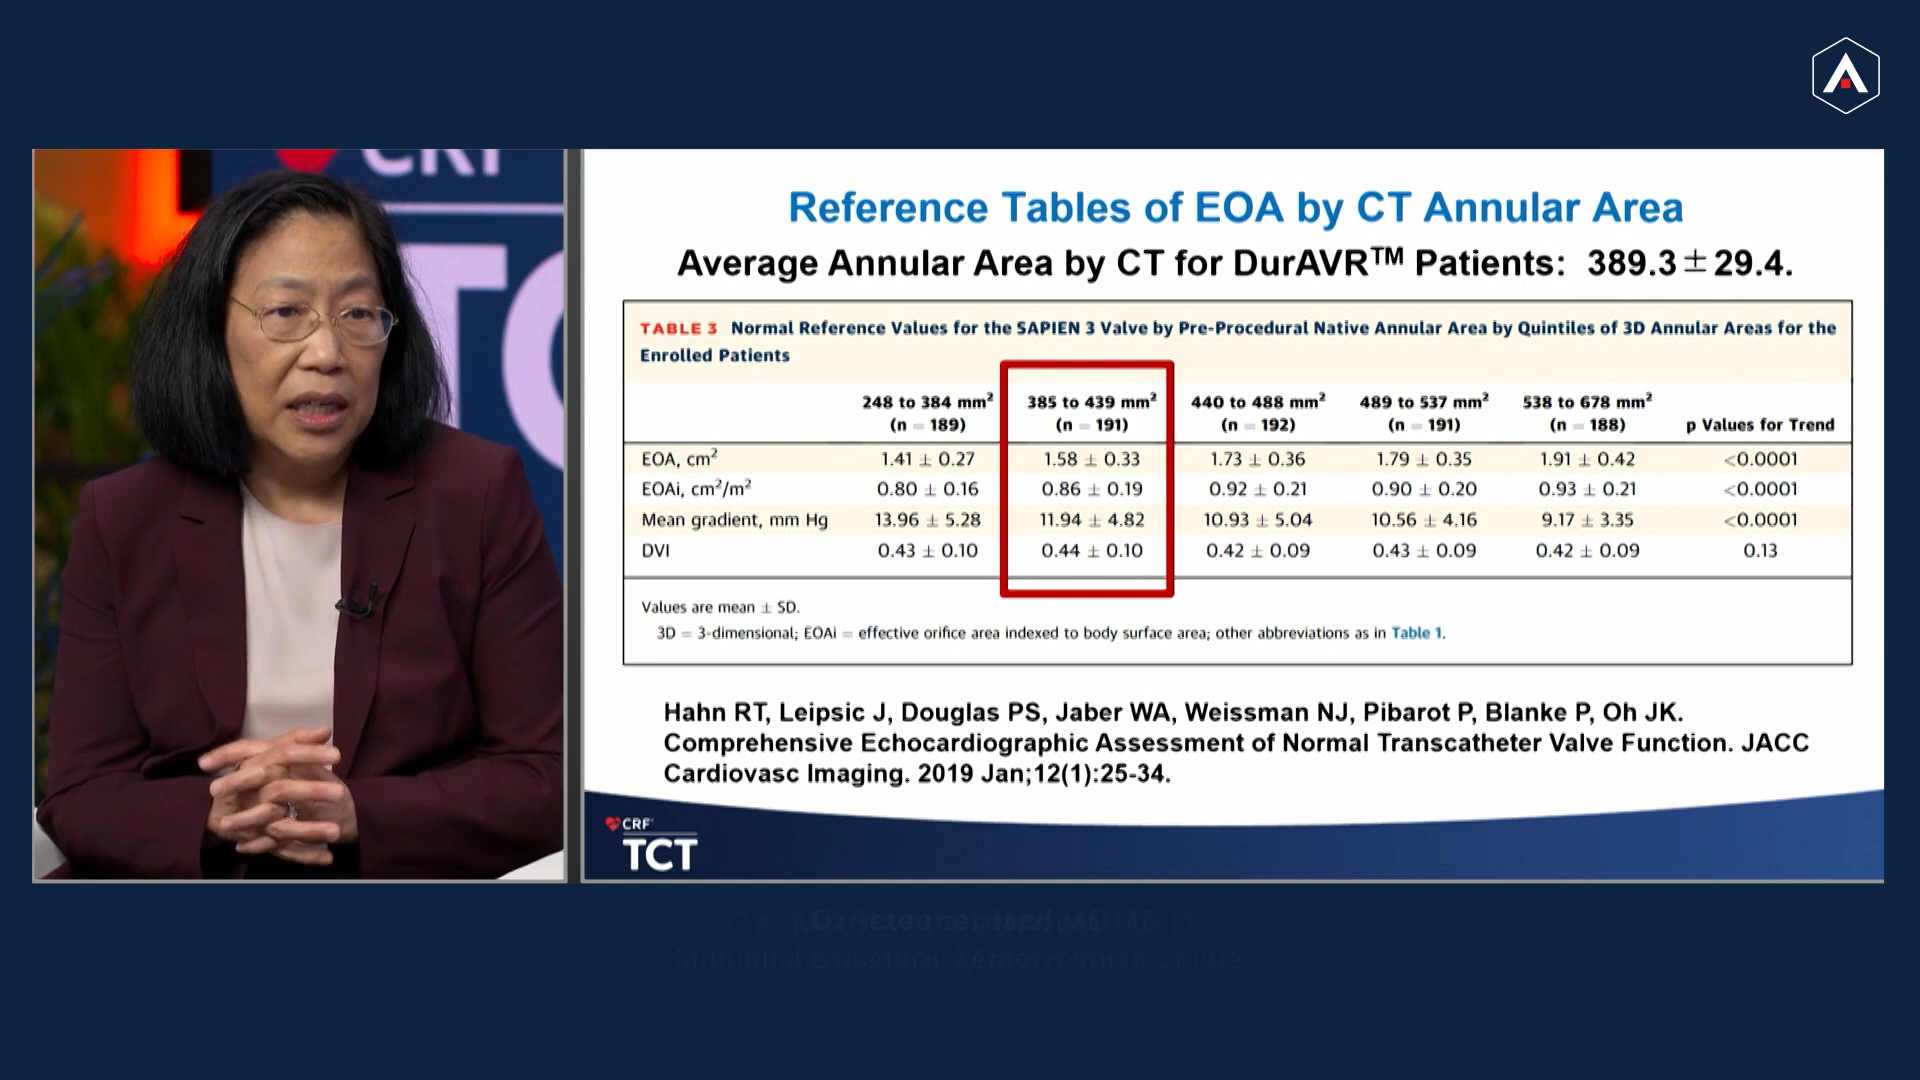 CRF
TC
Reference Tables of EOA by CT Annular Area
Average Annular Area by CT for DurAVR™ Patients: 389.3 ± 29.4.
TABLE 3 Normal Reference Values for the SAPIEN 3 Valve by Pre-Procedural Native Annular Area by Quintiles of 3D Annular Areas for the
Enrolled Patients
248 to 384 mm² 385 to 439 mm² 440 to 488 mm² 489 to 537 mm² 538 to 678 mm²
(n = 189) (n = 191) (n = 192) (n = 191) (n = 188) p Values for Trend
EOA, cm² 1.41 ± 0.27 1.58 ± 0.33 1.73 ± 0.36 1.79 ± 0.35 1.91 ± 0.42 <0.0001
EOAi, cm²/m² 0.80 ± 0.16 0.86 ± 0.19 0.92 ± 0.21 0.90 ± 0.20 0.93 ± 0.21 <0.0001
Mean gradient, mm Hg 13.96 ± 5.28 11.94 ± 4.82 10.93 ± 5.04 10.56 ± 4.16 9.17 ± 3.35 <0.0001
DVI 0.43 ± 0.10 0.44 ± 0.10 0.42 ± 0.09 0.43 ± 0.09 0.42 ± 0.09 0.13
Values are mean ± SD.
3D = 3-dimensional; EOAi = effective orifice area indexed to body surface area; other abbreviations as in Table 1.
Hahn RT, Leipsic J, Douglas PS, Jaber WA, Weissman NJ, Pibarot P, Blanke P, Oh JK.
Comprehensive Echocardiographic Assessment of Normal Transcatheter Valve Function. JACC
Cardiovasc Imaging. 2019 Jan;12(1):25-34.
CRF
TCT